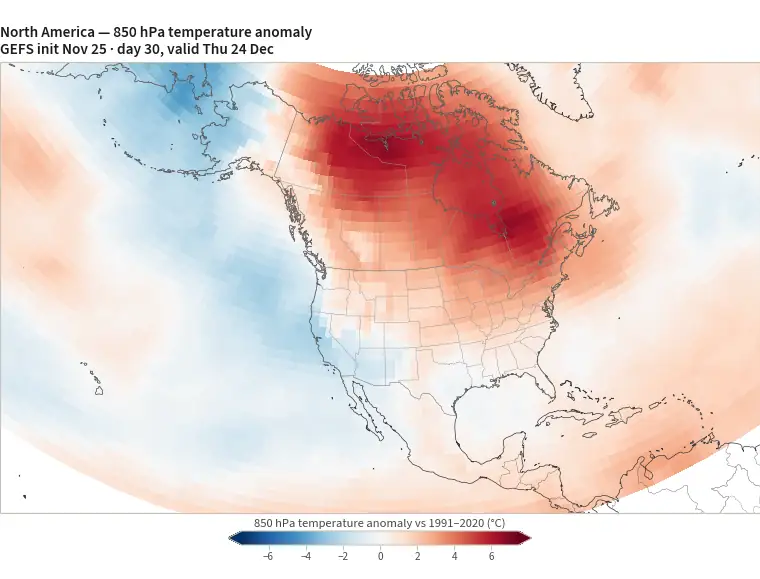 North America — 850 hPa temperature anomaly
GEFS init Nov 25 · day 30, valid Thu 24 Dec
850 hPa temperature anomaly vs 1991–2020 (°C)
−6 −4 −2 0 2 4 6